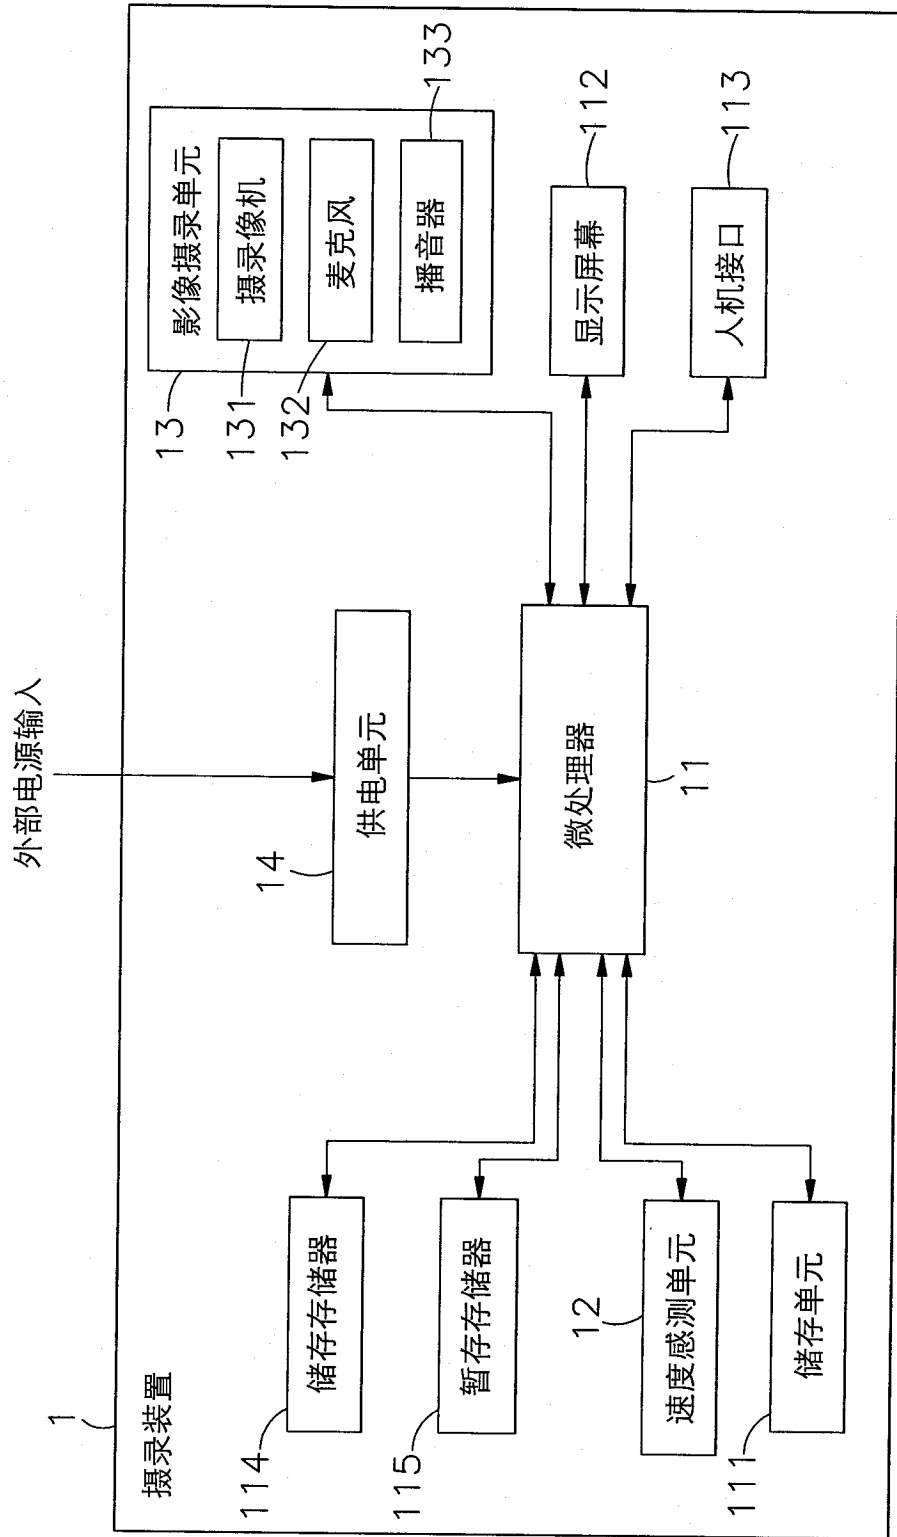 外部电源输入
1
摄录装置
114
储存存储器
115
暂存存储器
12
速度感测单元
111
储存单元
14
供电单元
微处理器
11
13
影像摄录单元
131
摄录像机
132
麦克风
133
播音器
112
显示屏幕
113
人机接口